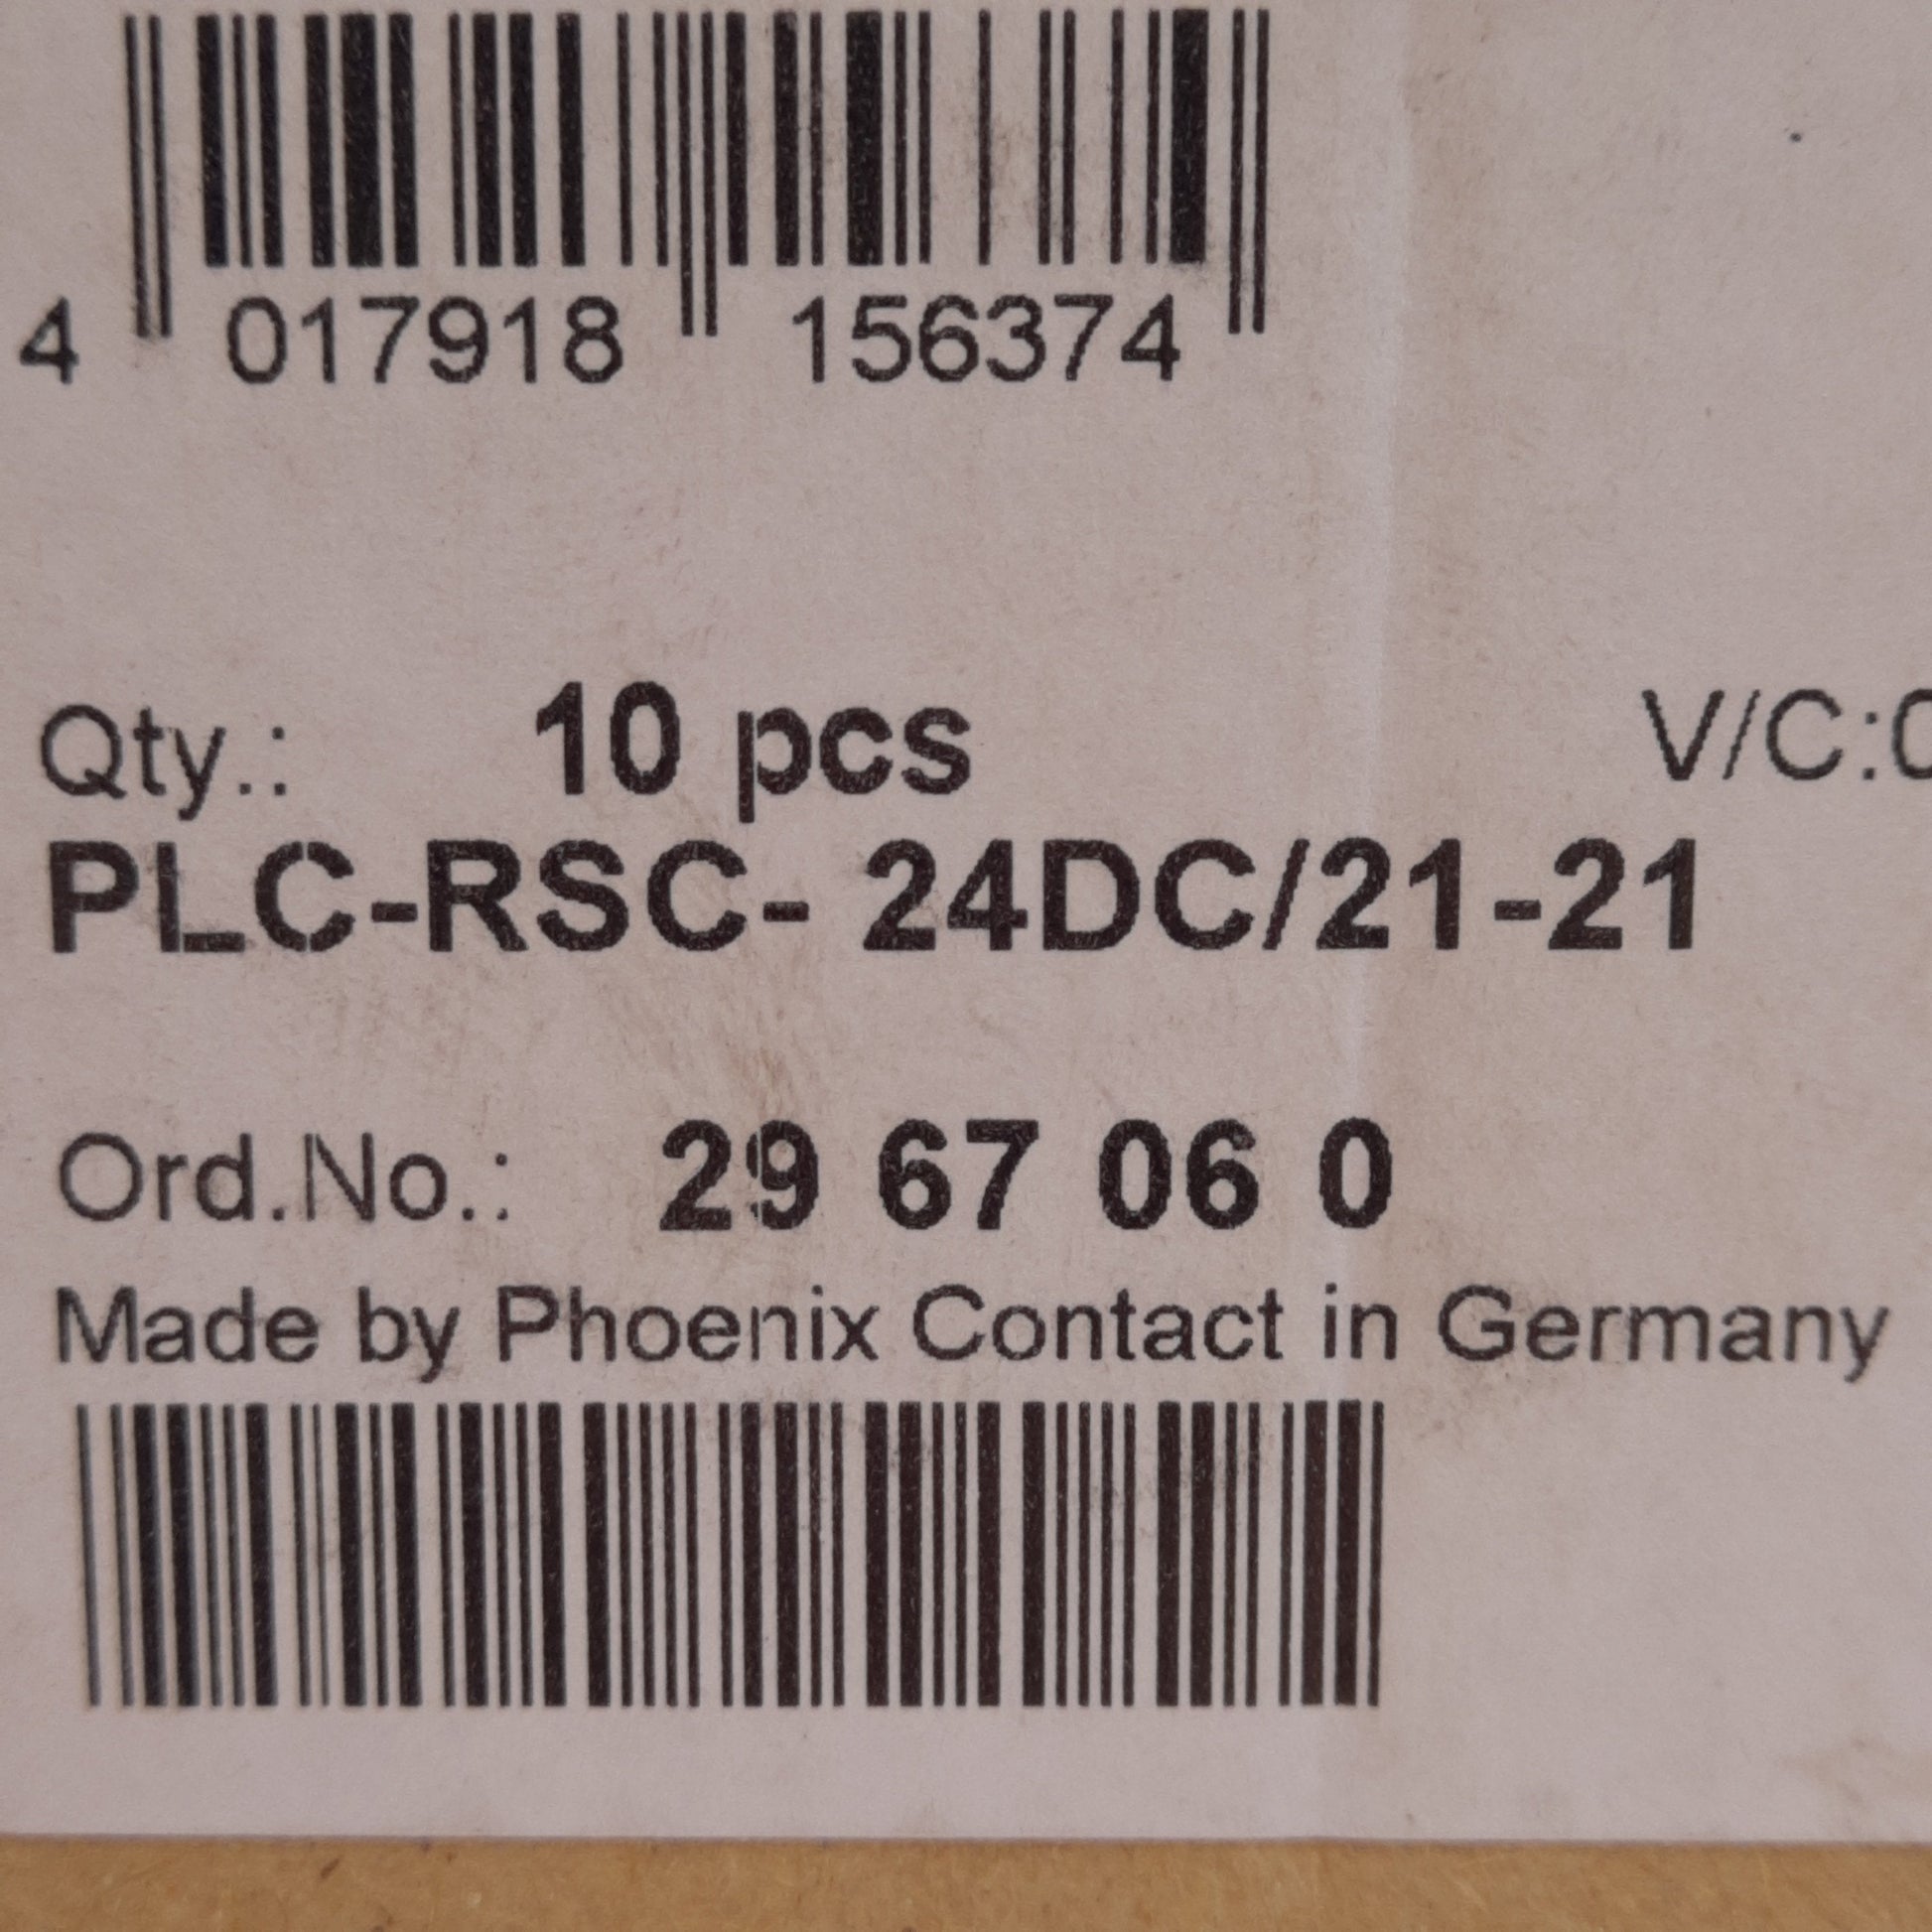 4 017918 156374
Qty.: 10 pcs V/C:
PLC-RSC- 24DC/21-21
Ord.No.: 29 67 06 0
Made by Phoenix Contact in Germany